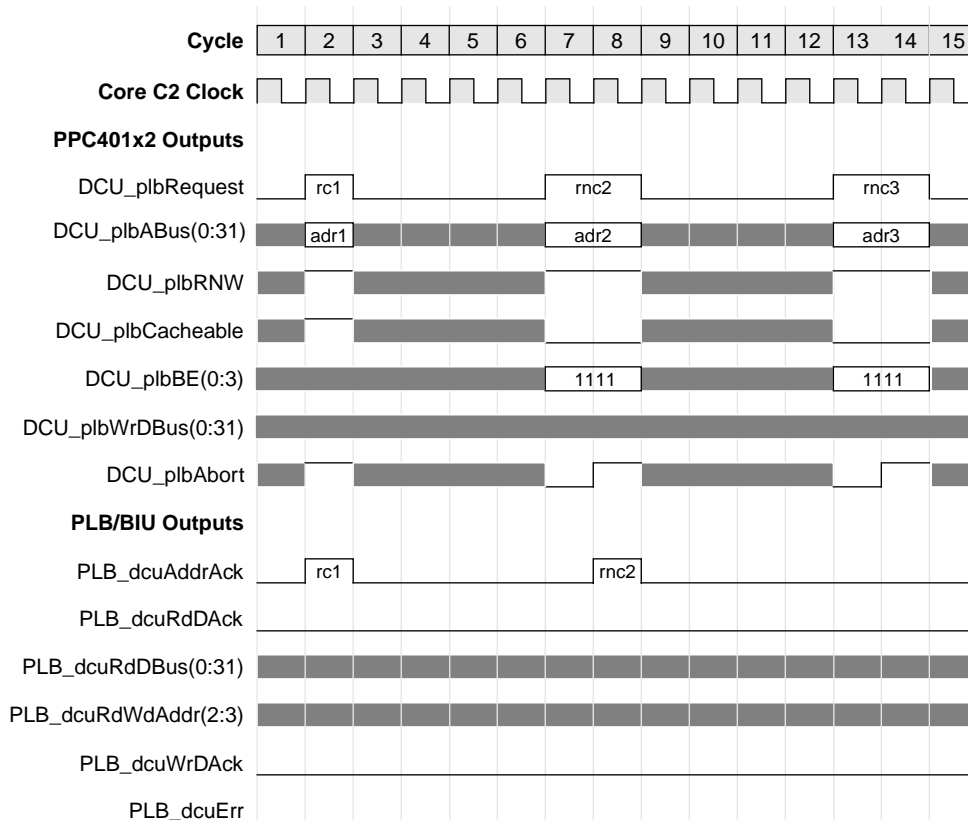 Cycle 1 2 3 4 5 6 7 8 9 10 11 12 13 14 15
Core C2 Clock
PPC401x2 Outputs
DCU_plbRequest rc1 rnc2 rnc3
DCU_plbABus(0:31) adr1 adr2 adr3
DCU_plbRNW
DCU_plbCacheable
DCU_plbBE(0:3) 1111 1111
DCU_plbWrDBus(0:31)
DCU_plbAbort
PLB/BIU Outputs
PLB_dcuAddrAck rc1 rnc2
PLB_dcuRdDAck
PLB_dcuRdDBus(0:31)
PLB_dcuRdWdAddr(2:3)
PLB_dcuWrDAck
PLB_dcuErr